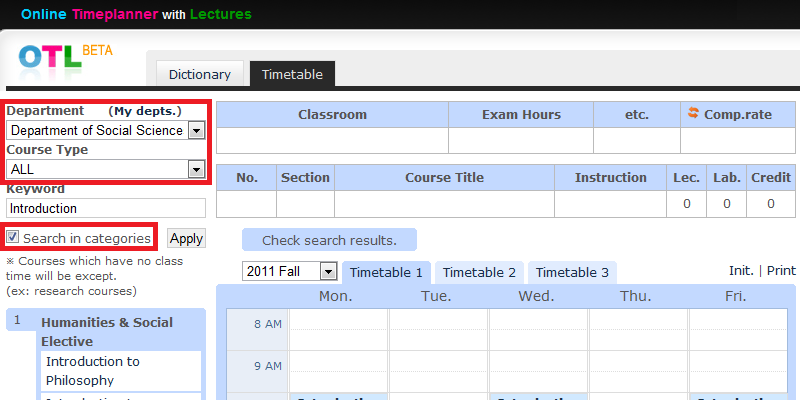 Online Timeplanner with Lectures
OTL BETA
Dictionary
Timetable
Department (My depts.)
Department of Social Science
Course Type
ALL
Keyword
Introduction
Search in categories
Apply
※ Courses which have no class
time will be except.
(ex: research courses)
1
Humanities & Social
Elective
Introduction to
Philosophy
Classroom Exam Hours etc. Comp.rate
No. Section Course Title Instruction Lec. Lab. Credit
0 0 0
Check search results.
2011 Fall
Timetable 1
Timetable 2
Timetable 3
Init. | Print
Mon. Tue. Wed. Thu. Fri.
8 AM
9 AM